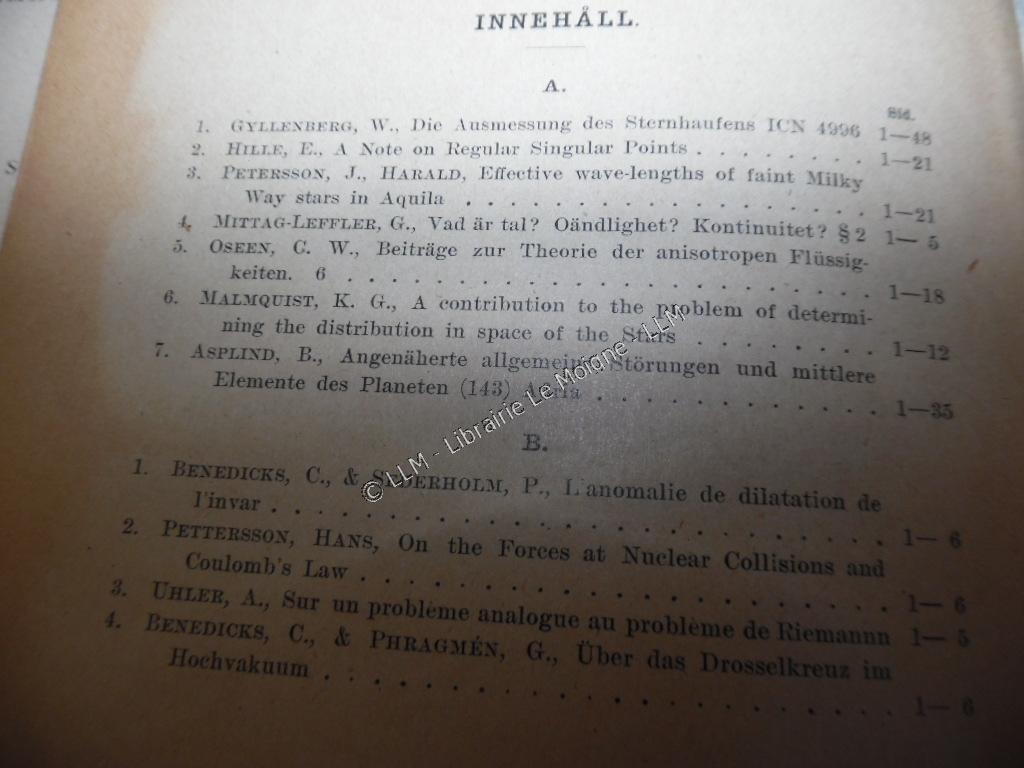 INNEHÅLL.
A.
Sid.
1. GYLLENBERG, W., Die Ausmessung des Sternhaufens ICN 4996 1—48
2. HILLE, E., A Note on Regular Singular Points . . . . . . . . 1—21
3. PETERSSON, J., HARALD, Effective wave-lengths of faint Milky
Way stars in Aquila . . . . . . . . . . . . . . . . . . 1—21
4. MITTAG-LEFFLER, G., Vad är tal? Oändlighet? Kontinuitet? § 2 1— 5
5. OSEEN, C. W., Beiträge zur Theorie der anisotropen Flüssig-
keiten. 6 . . . . . . . . . . . . . . . . . . . . . . . 1—18
6. MALMQUIST, K. G., A contribution to the problem of determi-
ning the distribution in space of the Stars . . . . . . . . 1—12
7. ASPLIND, B., Angenäherte allgemeine Störungen und mittlere
Elemente des Planeten (143) Adria . . . . . . . . . . . . . 1—35
B.
1. BENEDICKS, C., & SEDERHOLM, P., L'anomalie de dilatation de
l'invar . . . . . . . . . . . . . . . . . . . . . 1— 6
2. PETTERSSON, HANS, On the Forces at Nuclear Collisions and
Coulomb's Law . . . . . . . . . . . . . . . . . . 1— 6
3. UHLER, A., Sur un problème analogue au problème de Riemannn 1— 5
4. BENEDICKS, C., & PHRAGMÉN, G., Über das Drosselkreuz im
Hochvakuum . . . . . . . . . . . . . . . . . . . . 1— 6
© LLM - Librairie Le Moigne - LLM